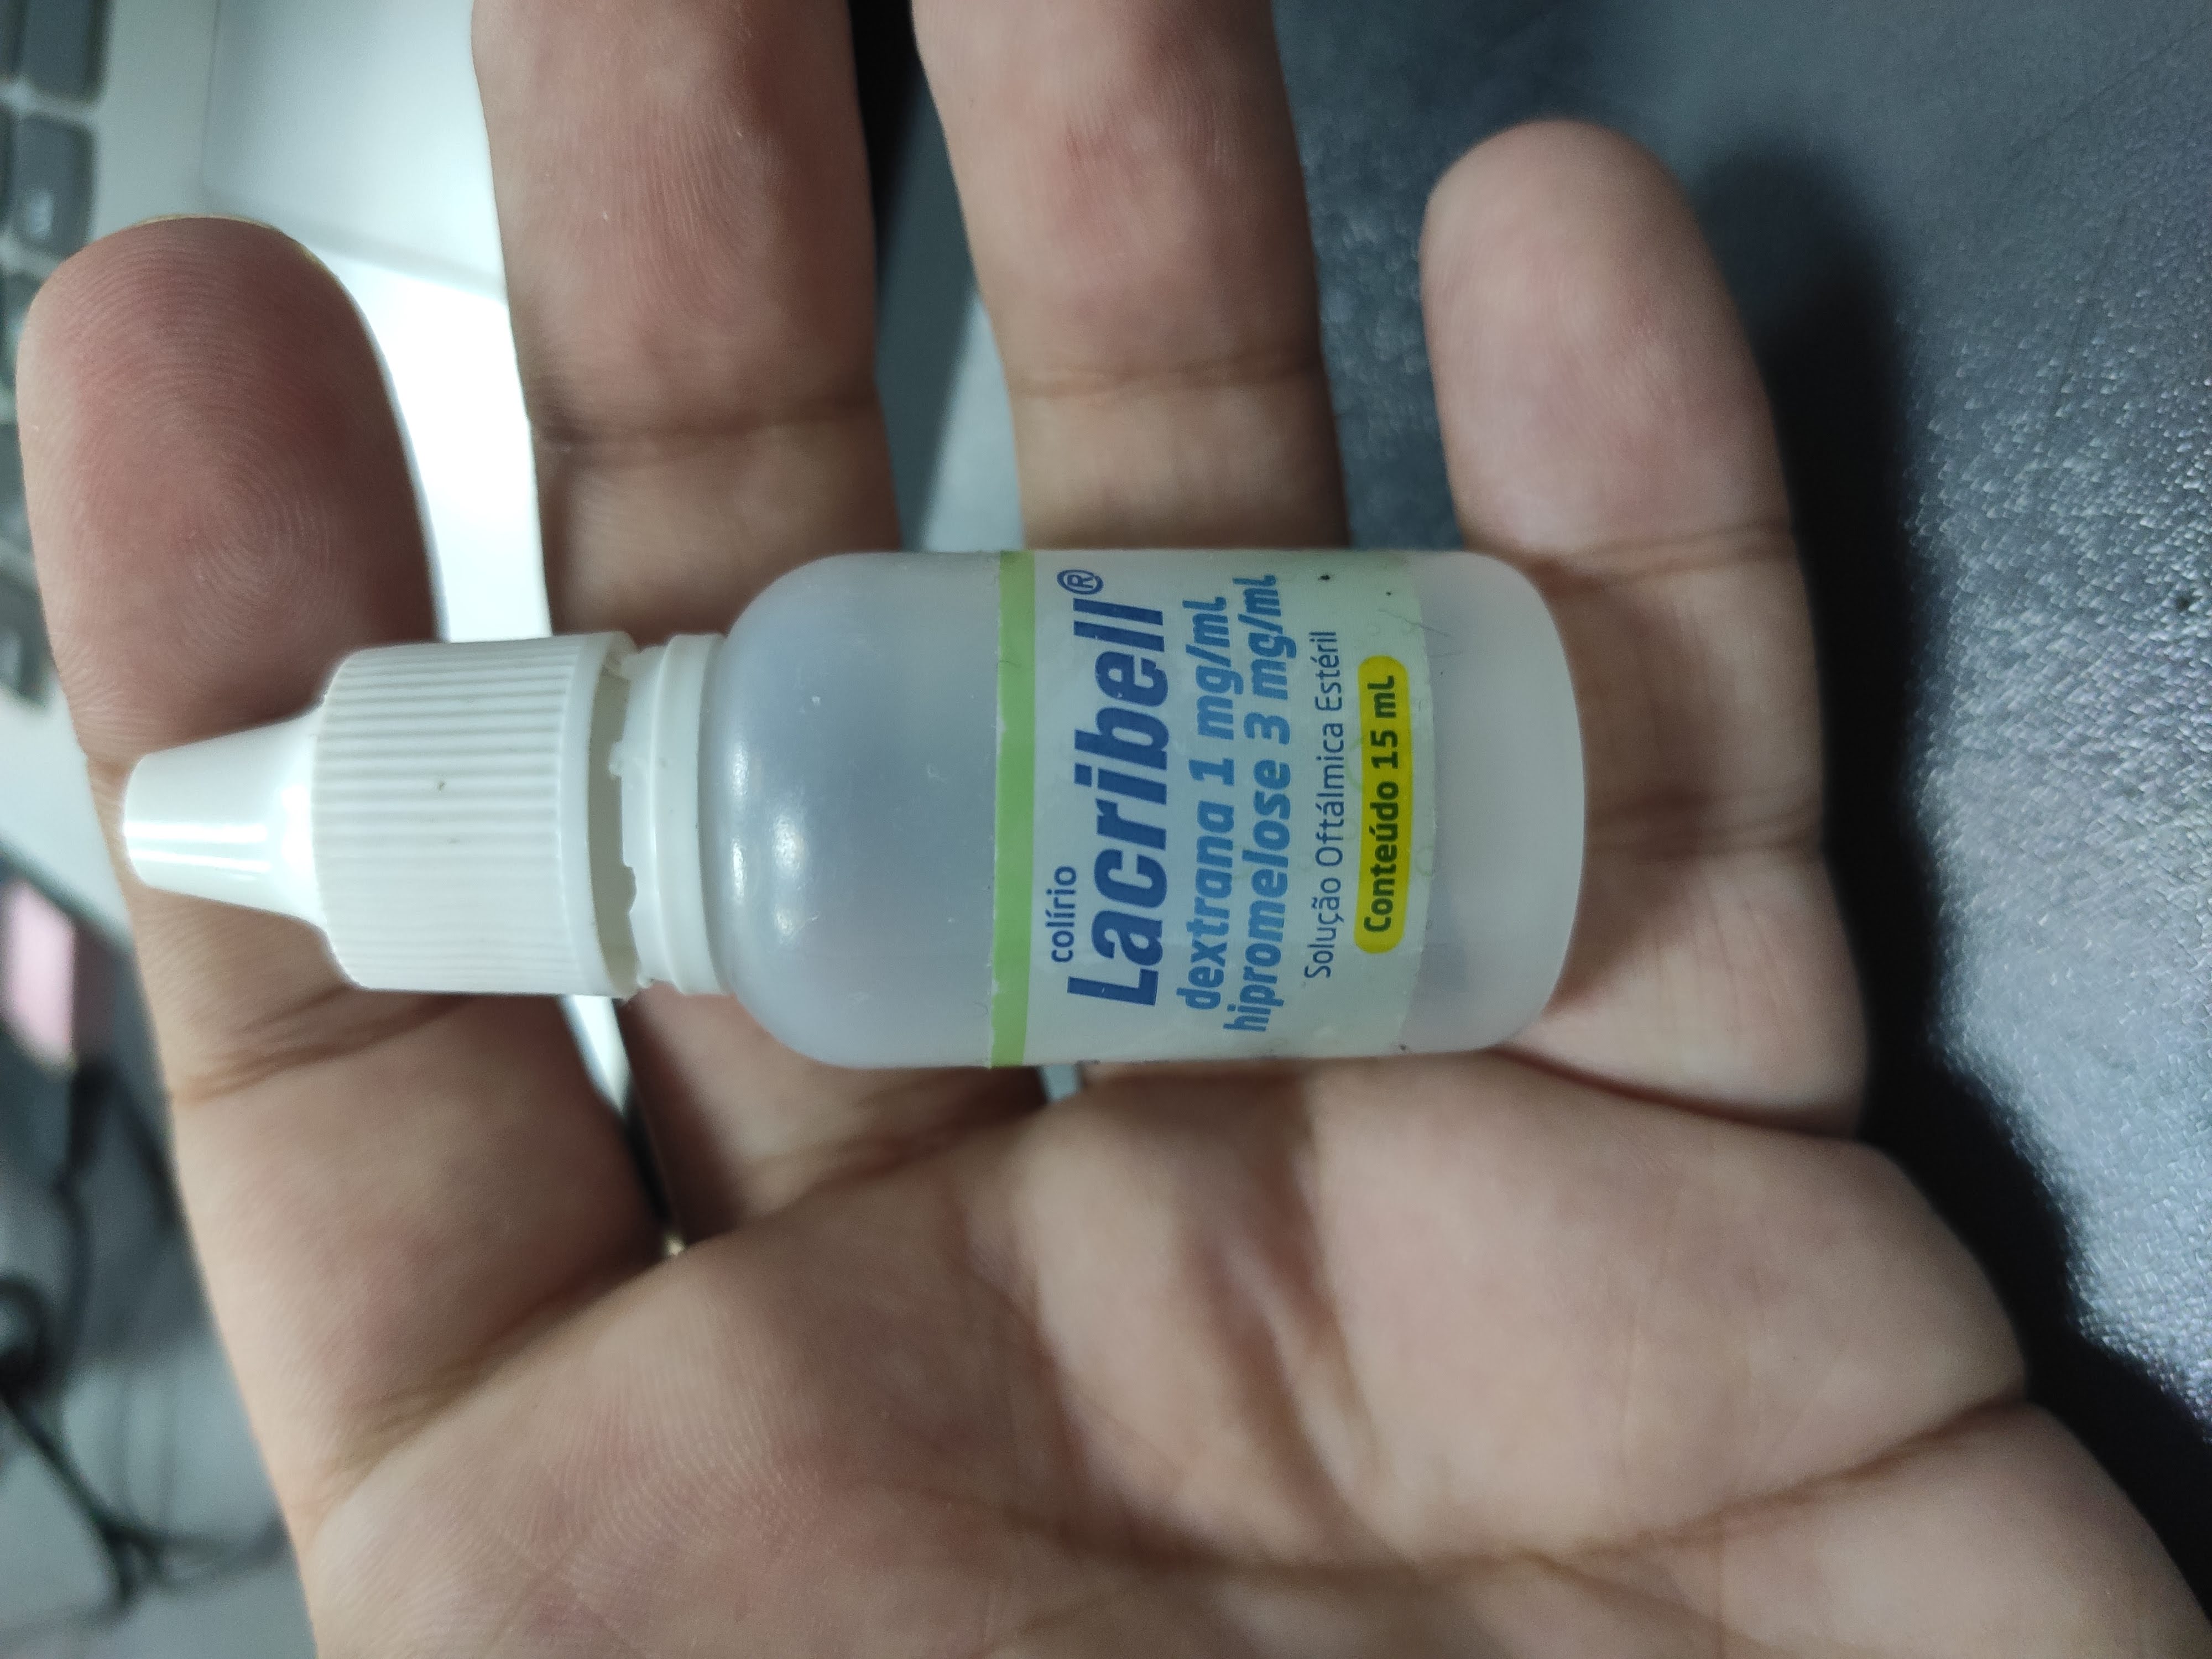 colírio
Lacribell®
dextrana 1 mg/mL
hipromelose 3 mg/mL
Solução Oftálmica Estéril
Conteúdo 15 mL